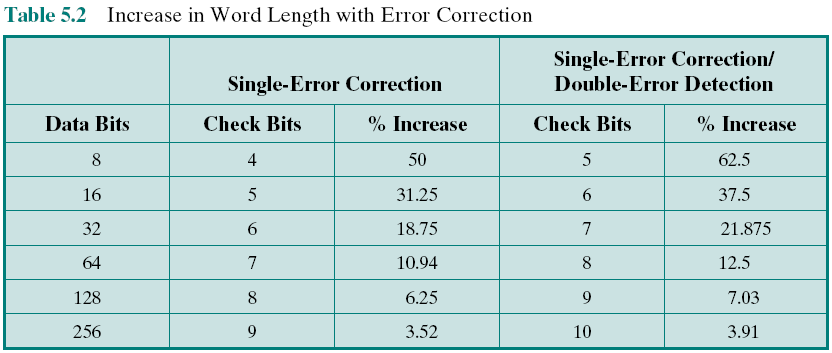 Table 5.2 Increase in Word Length with Error Correction
Single-Error Correction
Single-Error Correction/
Double-Error Detection
Data Bits Check Bits % Increase Check Bits % Increase
8 4 50 5 62.5
16 5 31.25 6 37.5
32 6 18.75 7 21.875
64 7 10.94 8 12.5
128 8 6.25 9 7.03
256 9 3.52 10 3.91